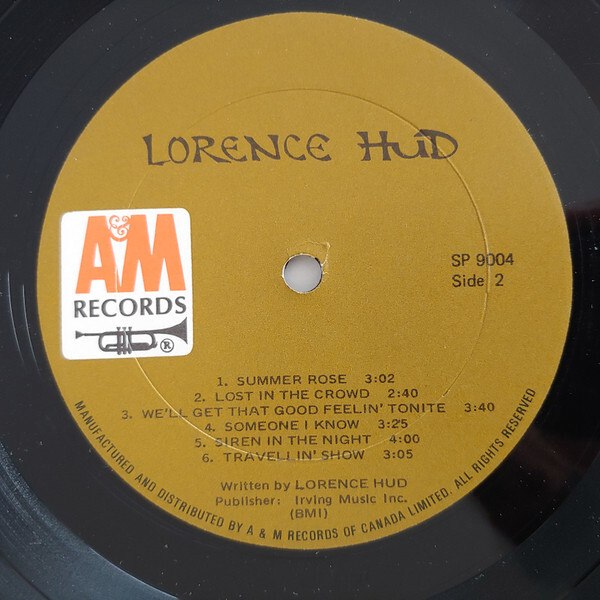 LORENCE HUD
A&M
RECORDS
®
SP 9004
Side 2
1. SUMMER ROSE 3:02
2. LOST IN THE CROWD 2:40
3. WE'LL GET THAT GOOD FEELIN' TONITE 3:40
4. SOMEONE I KNOW 3:25
5. SIREN IN THE NIGHT 4:00
6. TRAVELLIN' SHOW 3:05
Written by LORENCE HUD
Publisher: Irving Music Inc.
(BMI)
MANUFACTURED AND DISTRIBUTED BY A & M RECORDS OF CANADA LIMITED. ALL RIGHTS RESERVED